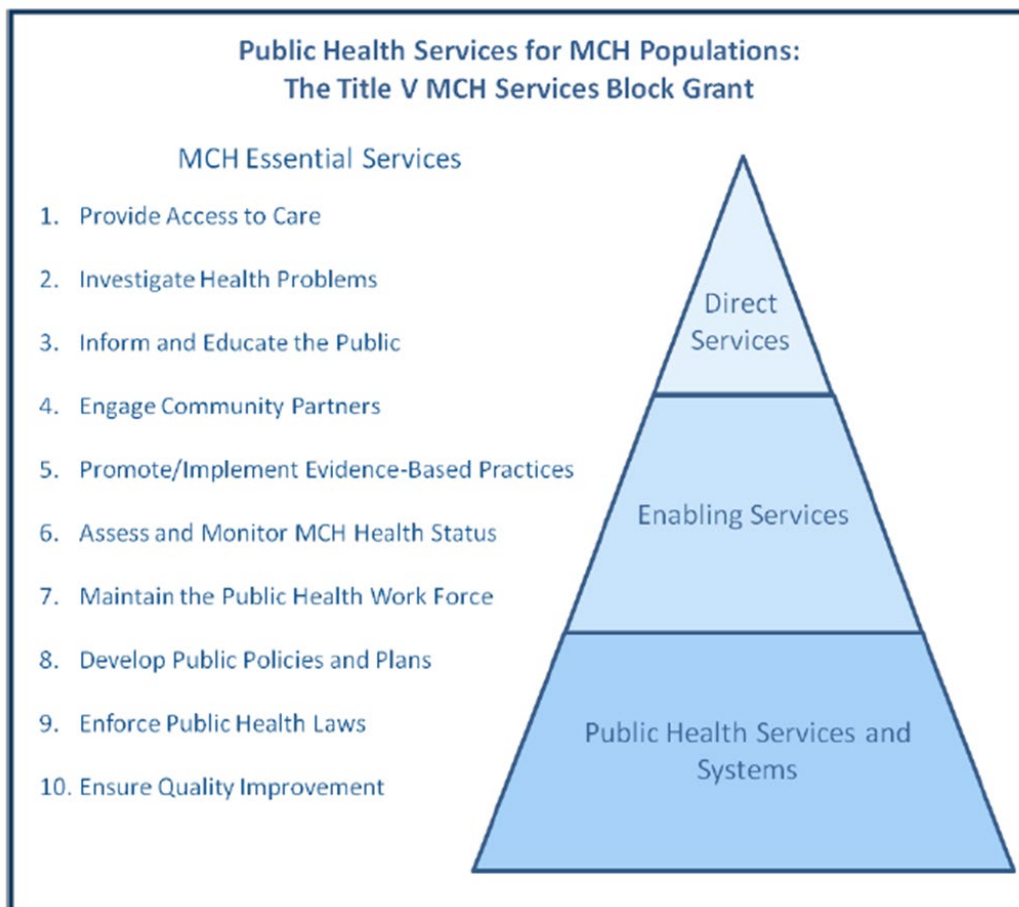 Public Health Services for MCH Populations:
The Title V MCH Services Block Grant
MCH Essential Services
1. Provide Access to Care
2. Investigate Health Problems
3. Inform and Educate the Public
4. Engage Community Partners
5. Promote/Implement Evidence-Based Practices
6. Assess and Monitor MCH Health Status
7. Maintain the Public Health Work Force
8. Develop Public Policies and Plans
9. Enforce Public Health Laws
10. Ensure Quality Improvement
Direct
Services
Enabling Services
Public Health Services and
Systems